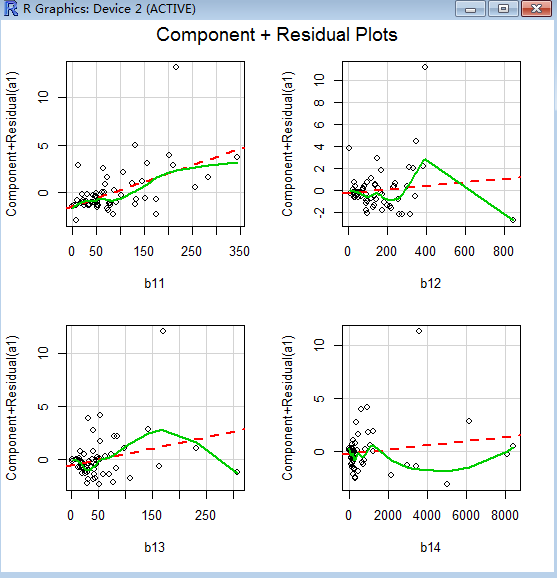 R Graphics: Device 2 (ACTIVE)
Component + Residual Plots
Component+Residual(a1)
10
5
0
0 50 150 250 350
b11
Component+Residual(a1)
10
8
6
4
2
0
-2
0 200 400 600 800
b12
Component+Residual(a1)
10
5
0
0 50 150 250
b13
Component+Residual(a1)
10
5
0
0 2000 4000 6000 8000
b14